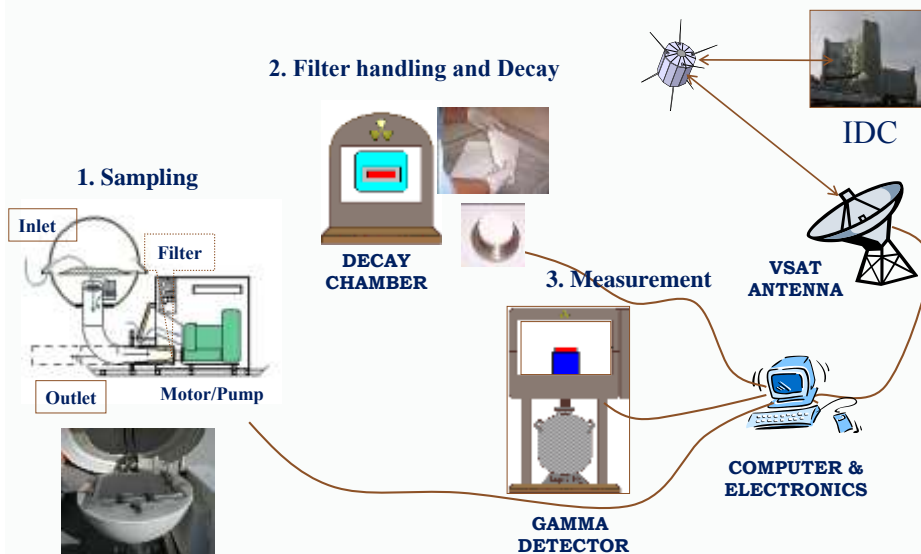 2. Filter handling and Decay
IDC
1. Sampling
Inlet
Filter
DECAY
CHAMBER
3. Measurement
VSAT
ANTENNA
Outlet
Motor/Pump
COMPUTER &
ELECTRONICS
GAMMA
DETECTOR